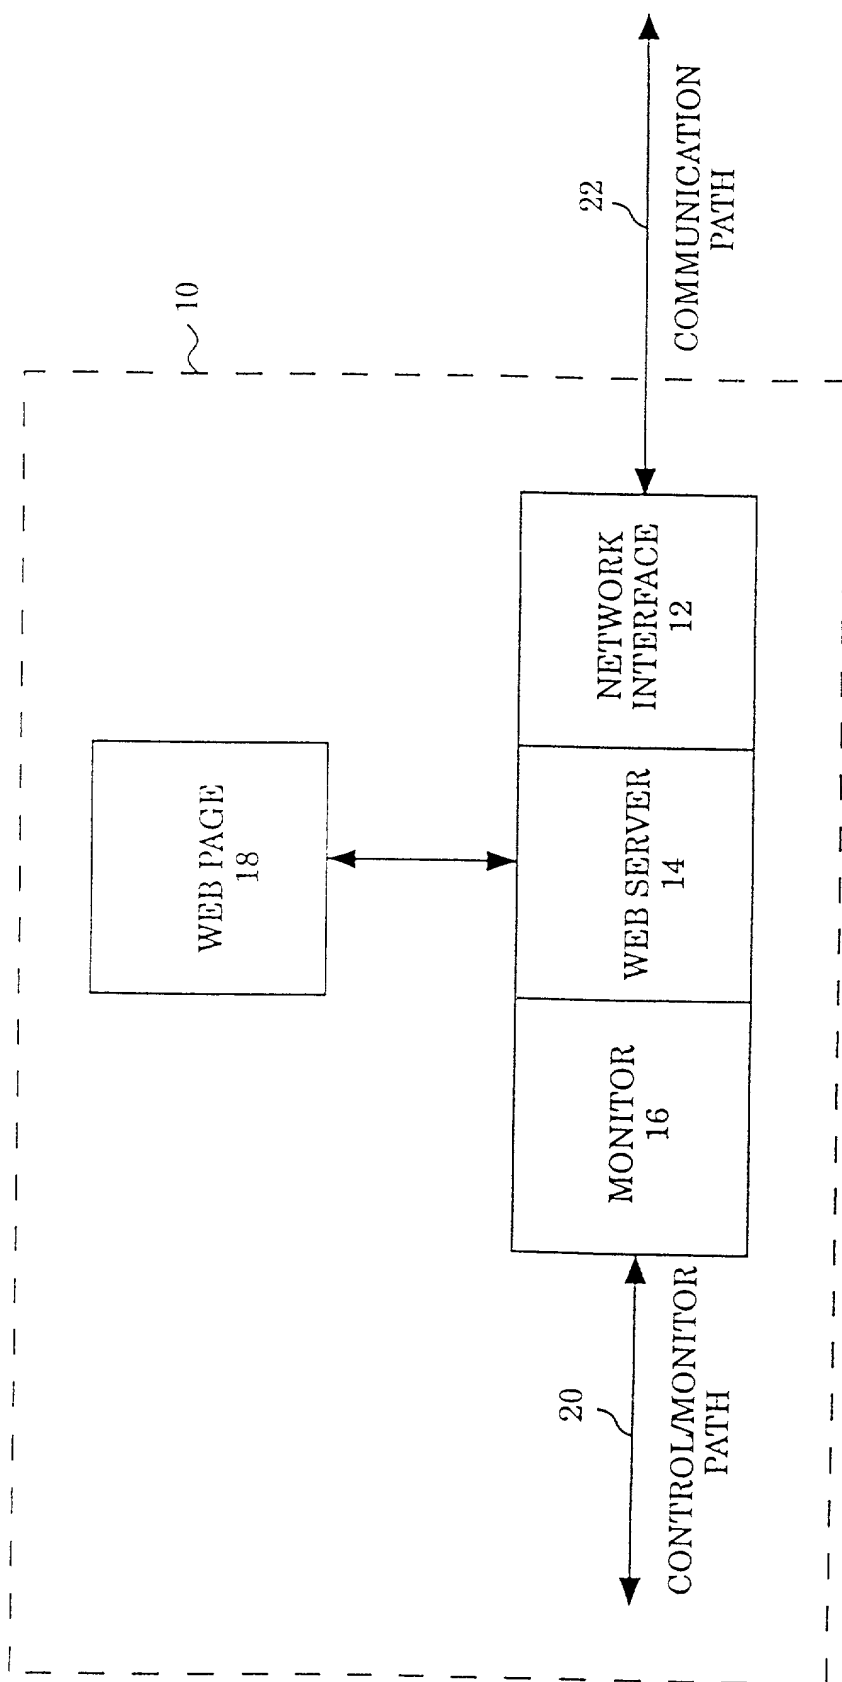 10
WEB PAGE
18
MONITOR
16
WEB SERVER
14
NETWORK
INTERFACE
12
20
CONTROL/MONITOR
PATH
22
COMMUNICATION
PATH